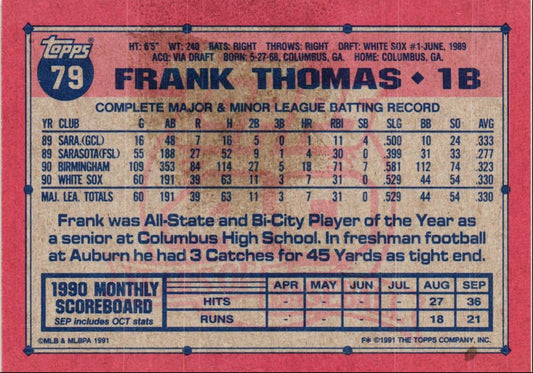 topps
79
HT: 6'5" WT: 240 BATS: RIGHT THROWS: RIGHT DRAFT: WHITE SOX #1-JUNE, 1989
ACQ: VIA DRAFT BORN: 5-27-68, COLUMBUS, GA. HOME: COLUMBUS, GA.
FRANK THOMAS ♦ 1B
COMPLETE MAJOR & MINOR LEAGUE BATTING RECORD
YR CLUB G AB R H 2B 3B HR RBI SB SLG BB SO AVG
89 SARA.(GCL) 16 48 7 16 5 0 1 11 4 .500 10 24 .333
89 SARASOTA(FSL) 55 188 27 52 9 1 4 30 0 .399 31 33 .277
90 BIRMINGHAM 109 353 84 114 27 5 18 71 7 .581 112 74 .323
90 WHITE SOX 60 191 39 63 11 3 7 31 0 .529 44 54 .330
MAJ. LEA. TOTALS 60 191 39 63 11 3 7 31 0 .529 44 54 .330
Frank was All-State and Bi-City Player of the Year as
a senior at Columbus High School. In freshman football
at Auburn he had 3 Catches for 45 Yards as tight end.
1990 MONTHLY
SCOREBOARD
SEP includes OCT stats
APR MAY JUN JUL AUG SEP
HITS - - - - 27 36
RUNS - - - - 18 21
©MLB & MLBPA 1991
F* ©1991 THE TOPPS COMPANY, INC.